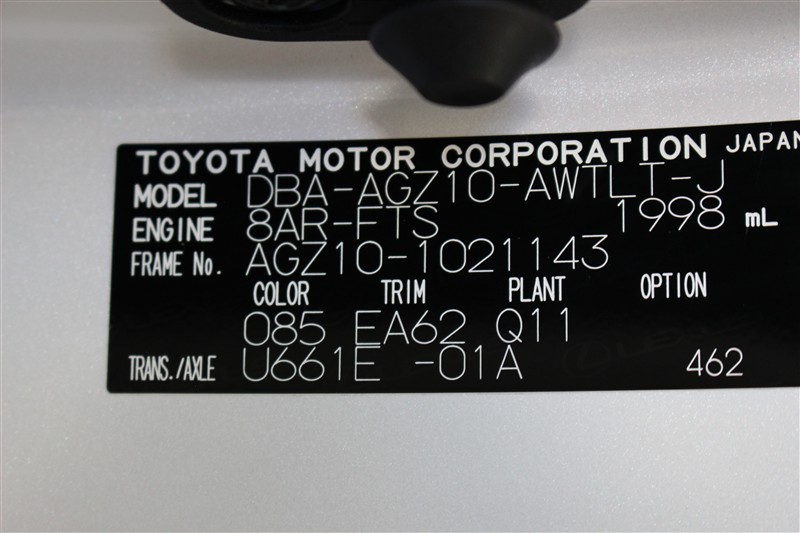 TOYOTA MOTOR CORPORATION JAPAN
MODEL DBA-AGZ10-AWTLT-J
ENGINE 8AR-FTS 1998 mL
FRAME No. AGZ10-1021143
COLOR TRIM PLANT OPTION
085 EA62 Q11
TRANS./AXLE U661E -01A 462